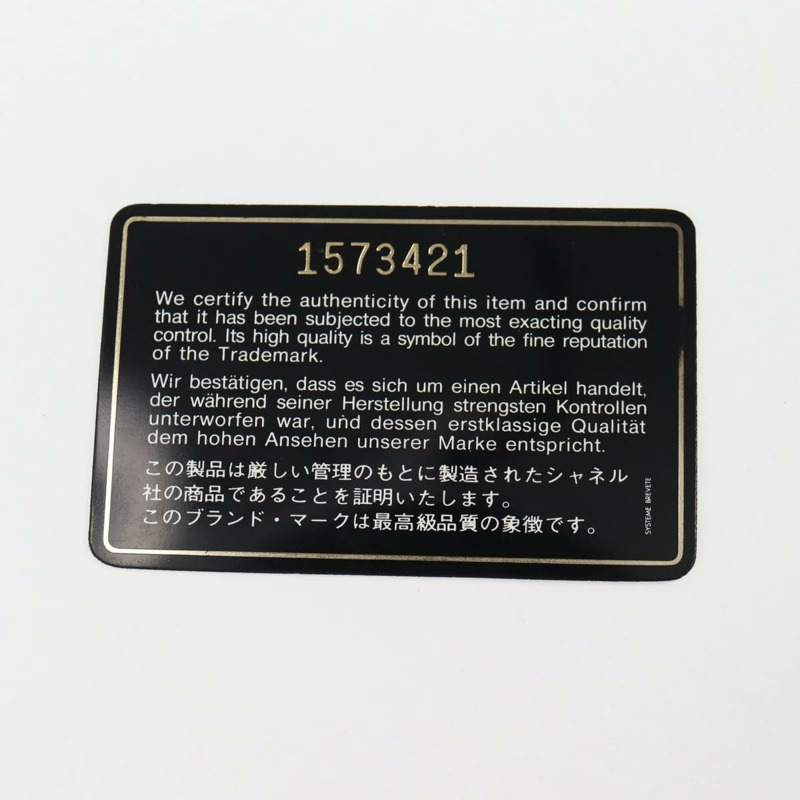 1573421
We certify the authenticity of this item and confirm
that it has been subjected to the most exacting quality
control. Its high quality is a symbol of the fine reputation
of the Trademark.
Wir bestätigen, dass es sich um einen Artikel handelt,
der während seiner Herstellung strengsten Kontrollen
unterworfen war, und dessen erstklassige Qualität
dem hohen Ansehen unserer Marke entspricht.
この製品は厳しい管理のもとに製造されたシャネル
社の商品であることを証明いたします。
このブランド・マークは最高級品質の象徴です。
SYSTEME BREVETE